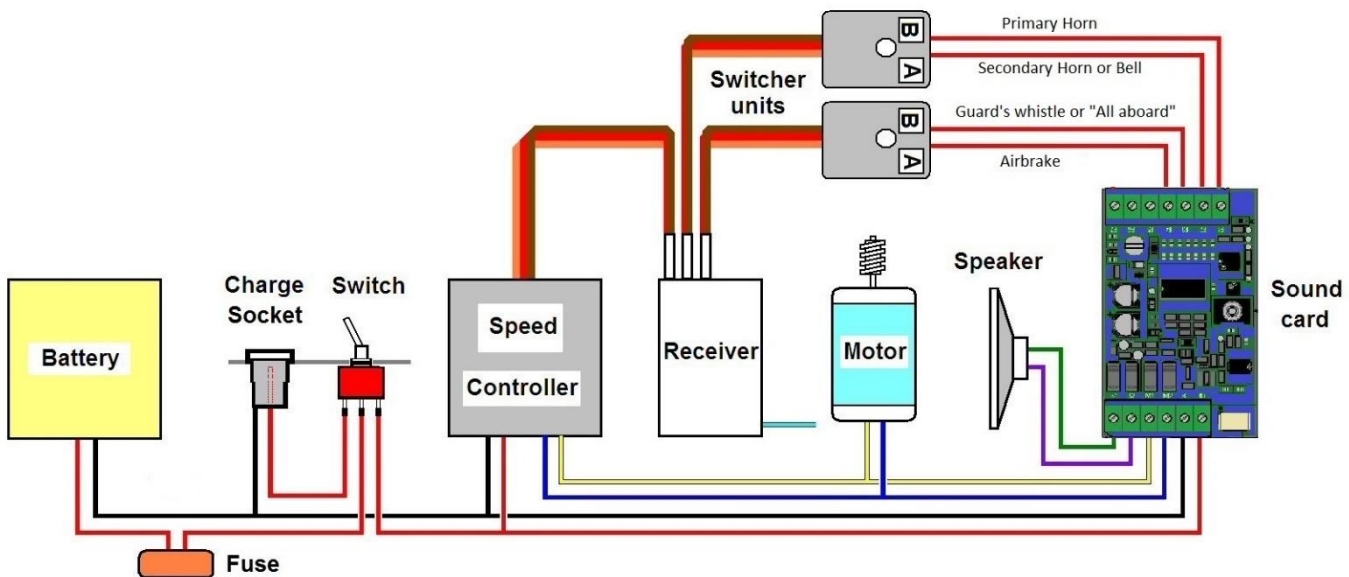 Primary Horn
B
A
Secondary Horn or Bell
Switcher
units
Guard's whistle or "All aboard"
B
A
Airbrake
Charge
Socket
Switch
Battery
Speed
Controller
Receiver
Motor
Speaker
Sound
card
Fuse